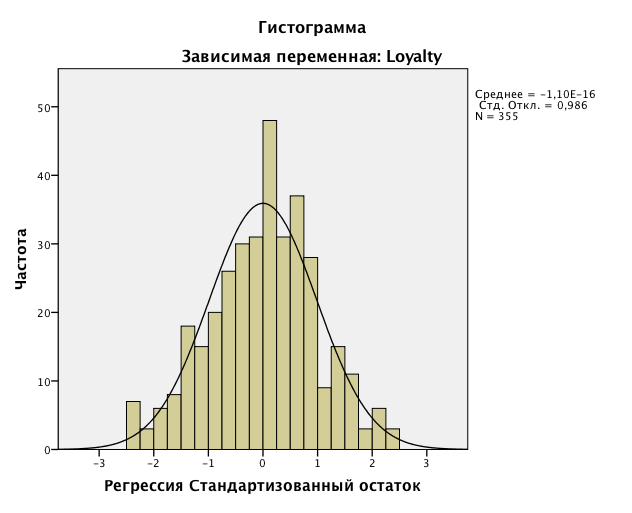 Гистограмма
Зависимая переменная: Loyalty
Среднее = -1,10E-16
Стд. Откл. = 0,986
N = 355
Частота
50
40
30
20
10
0
-3
-2
-1
0
1
2
3
Регрессия Стандартизованный остаток